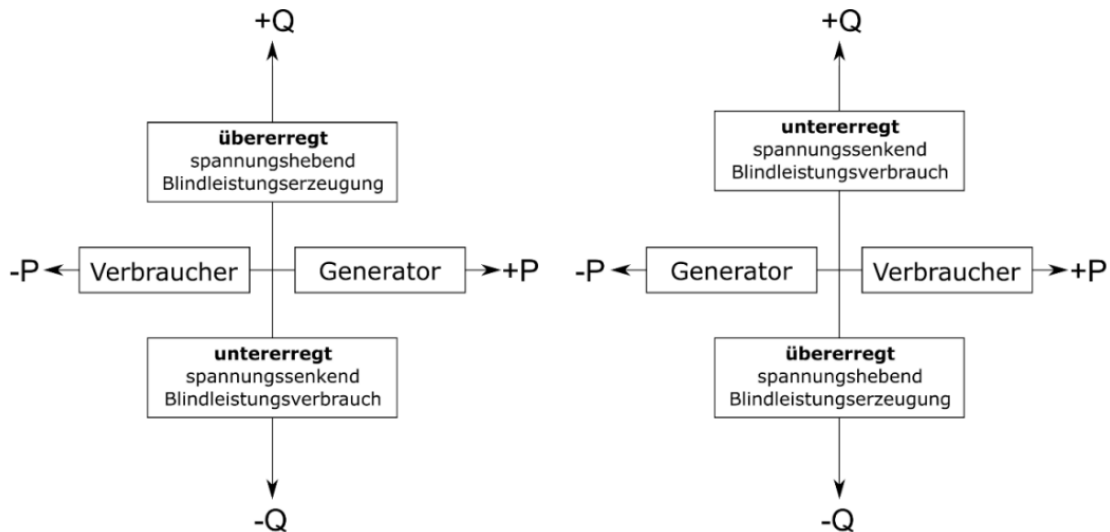 +Q
übererregt
spannungshebend
Blindleistungserzeugung
-P
Verbraucher
Generator
+P
untererregt
spannungssenkend
Blindleistungsverbrauch
-Q
+Q
untererregt
spannungssenkend
Blindleistungsverbrauch
-P
Generator
Verbraucher
+P
übererregt
spannungshebend
Blindleistungserzeugung
-Q